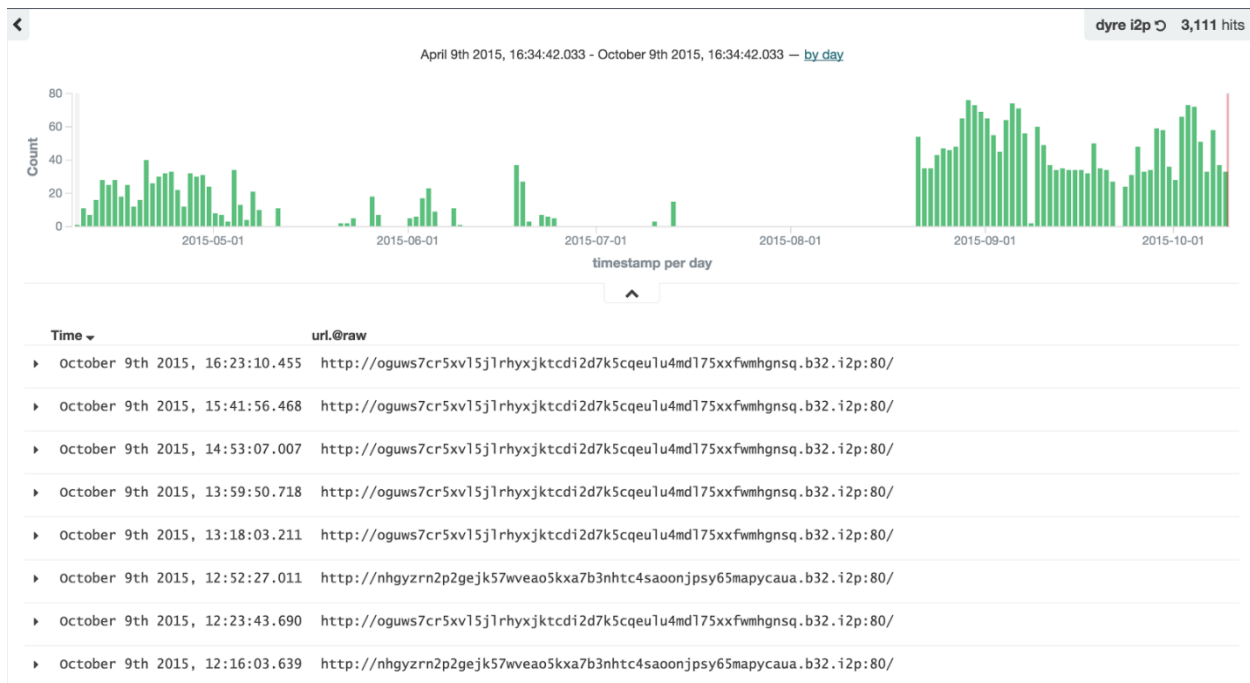 dyre i2p 3,111 hits
April 9th 2015, 16:34:42.033 - October 9th 2015, 16:34:42.033 — by day
80
60
40
20
0
Count
2015-05-01 2015-06-01 2015-07-01 2015-08-01 2015-09-01 2015-10-01
timestamp per day
Time url.@raw
October 9th 2015, 16:23:10.455 http://oguws7cr5xvl5jlrhyxjktcdi2d7k5cqeulu4mdl75xxfwmhgnsq.b32.i2p:80/
October 9th 2015, 15:41:56.468 http://oguws7cr5xvl5jlrhyxjktcdi2d7k5cqeulu4mdl75xxfwmhgnsq.b32.i2p:80/
October 9th 2015, 14:53:07.007 http://oguws7cr5xvl5jlrhyxjktcdi2d7k5cqeulu4mdl75xxfwmhgnsq.b32.i2p:80/
October 9th 2015, 13:59:50.718 http://oguws7cr5xvl5jlrhyxjktcdi2d7k5cqeulu4mdl75xxfwmhgnsq.b32.i2p:80/
October 9th 2015, 13:18:03.211 http://oguws7cr5xvl5jlrhyxjktcdi2d7k5cqeulu4mdl75xxfwmhgnsq.b32.i2p:80/
October 9th 2015, 12:52:27.011 http://nhgyzrn2p2gejk57wveao5kxa7b3nhtc4saoonjpsy65mapycaua.b32.i2p:80/
October 9th 2015, 12:23:43.690 http://oguws7cr5xvl5jlrhyxjktcdi2d7k5cqeulu4mdl75xxfwmhgnsq.b32.i2p:80/
October 9th 2015, 12:16:03.639 http://nhgyzrn2p2gejk57wveao5kxa7b3nhtc4saoonjpsy65mapycaua.b32.i2p:80/